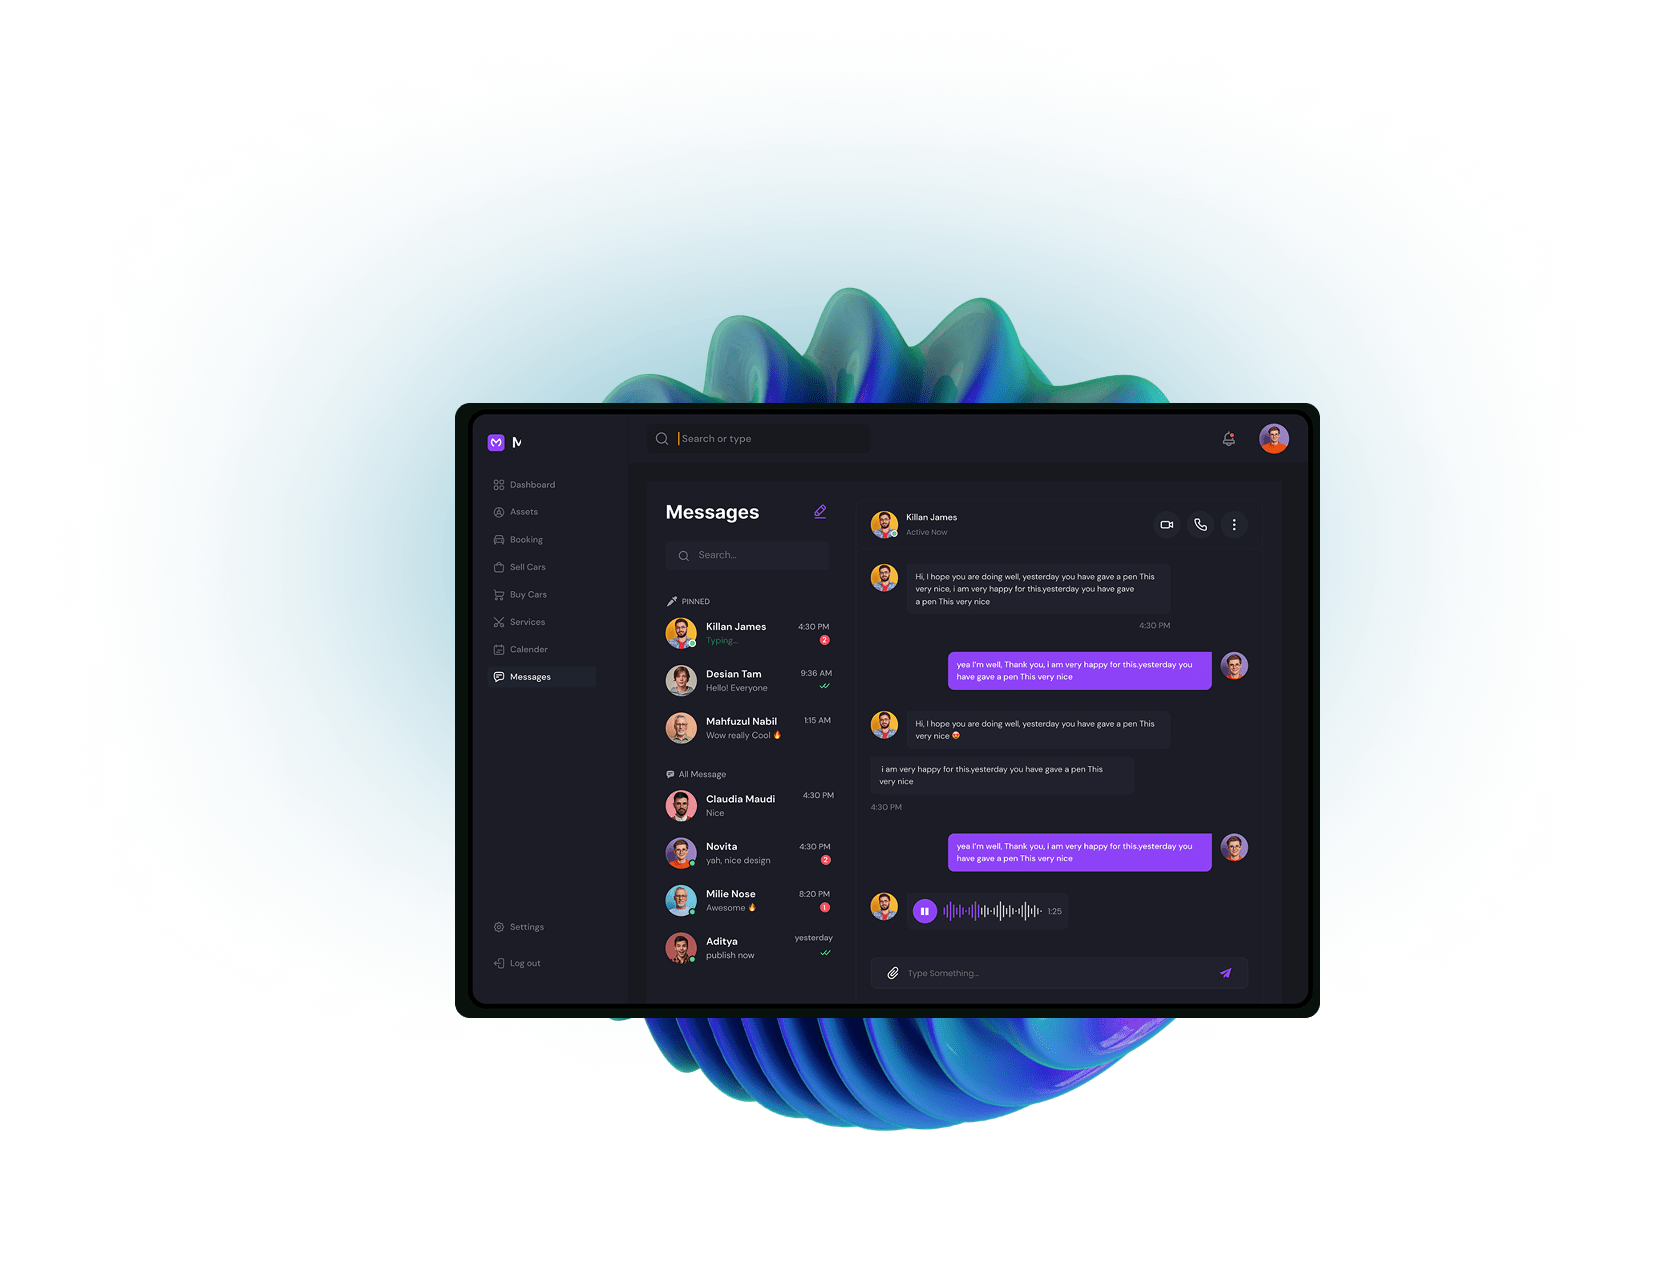 Search or type
Dashboard
Assets
Booking
Sell Cars
Buy Cars
Services
Calender
Messages
Settings
Log out
Messages
Search...
PINNED
Killan James
4:30 PM
Typing...
2
Desian Tam
9:36 AM
Hello! Everyone
Mahfuzul Nabil
1:15 AM
Wow really Cool 🔥
All Message
Claudia Maudi
4:30 PM
Nice
Novita
4:30 PM
yah, nice design
2
Milie Nose
8:20 PM
Awesome 🔥
1
Aditya
yesterday
publish now
Killan James
Active Now
Hi, I hope you are doing well, yesterday you have gave a pen This
very nice, i am very happy for this.yesterday you have gave
a pen This very nice
4:30 PM
yea I'm well, Thank you, i am very happy for this.yesterday you
have gave a pen This very nice
Hi, I hope you are doing well, yesterday you have gave a pen This
very nice 😍
i am very happy for this.yesterday you have gave a pen This
very nice
4:30 PM
yea I'm well, Thank you, i am very happy for this.yesterday you
have gave a pen This very nice
1:25
Type Something...